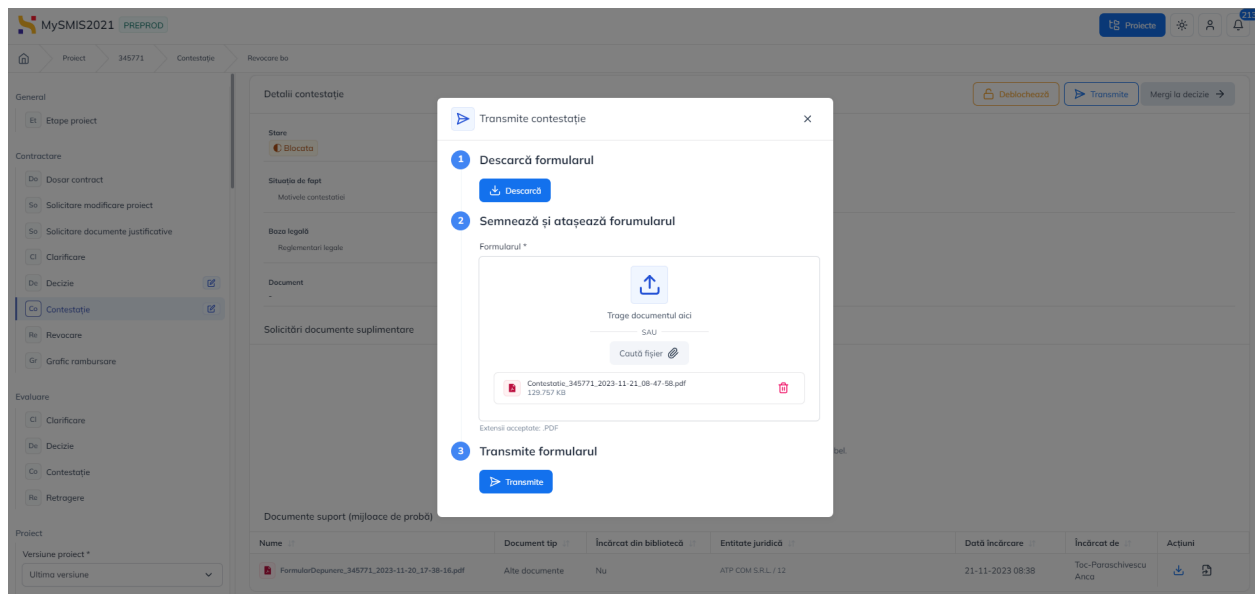 MySMIS2021 PREPROD
Proiecte
213
Proiect 345771 Contestație Revocare bo
General
Et Etape proiect
Contractare
Do Dosar contract
So Solicitare modificare proiect
So Solicitare documente justificative
Cl Clarificare
De Decizie
Co Contestație
Re Revocare
Gr Grafic rambursare
Evaluare
Cl Clarificare
De Decizie
Co Contestație
Re Retragere
Proiect
Versiune proiect *
Ultima versiune
Detalii contestație
Deblochează Transmite Mergi la decizie
Stare
Blocata
Situația de fapt
Motivele contestatiei
Baza legală
Reglementari legale
Document
-
Solicitări documente suplimentare
Transmite contestație
1 Descarcă formularul
Descarcă
2 Semnează și atașează forumularul
Formularul *
Trage documentul aici
SAU
Caută fișier
Contestatie_345771_2023-11-21_08-47-58.pdf
129.757 KB
Extensii acceptate: .PDF
3 Transmite formularul
Transmite
bel
Documente suport (mijloace de probă)
Nume Document tip Încărcat din bibliotecă Entitate juridică Dată încărcare Încărcat de Acțiuni
FormularDepunere_345771_2023-11-20_17-38-16.pdf Alte documente Nu ATP COM S.R.L. / 12 21-11-2023 08:38 Toc-Paraschivescu
Anca